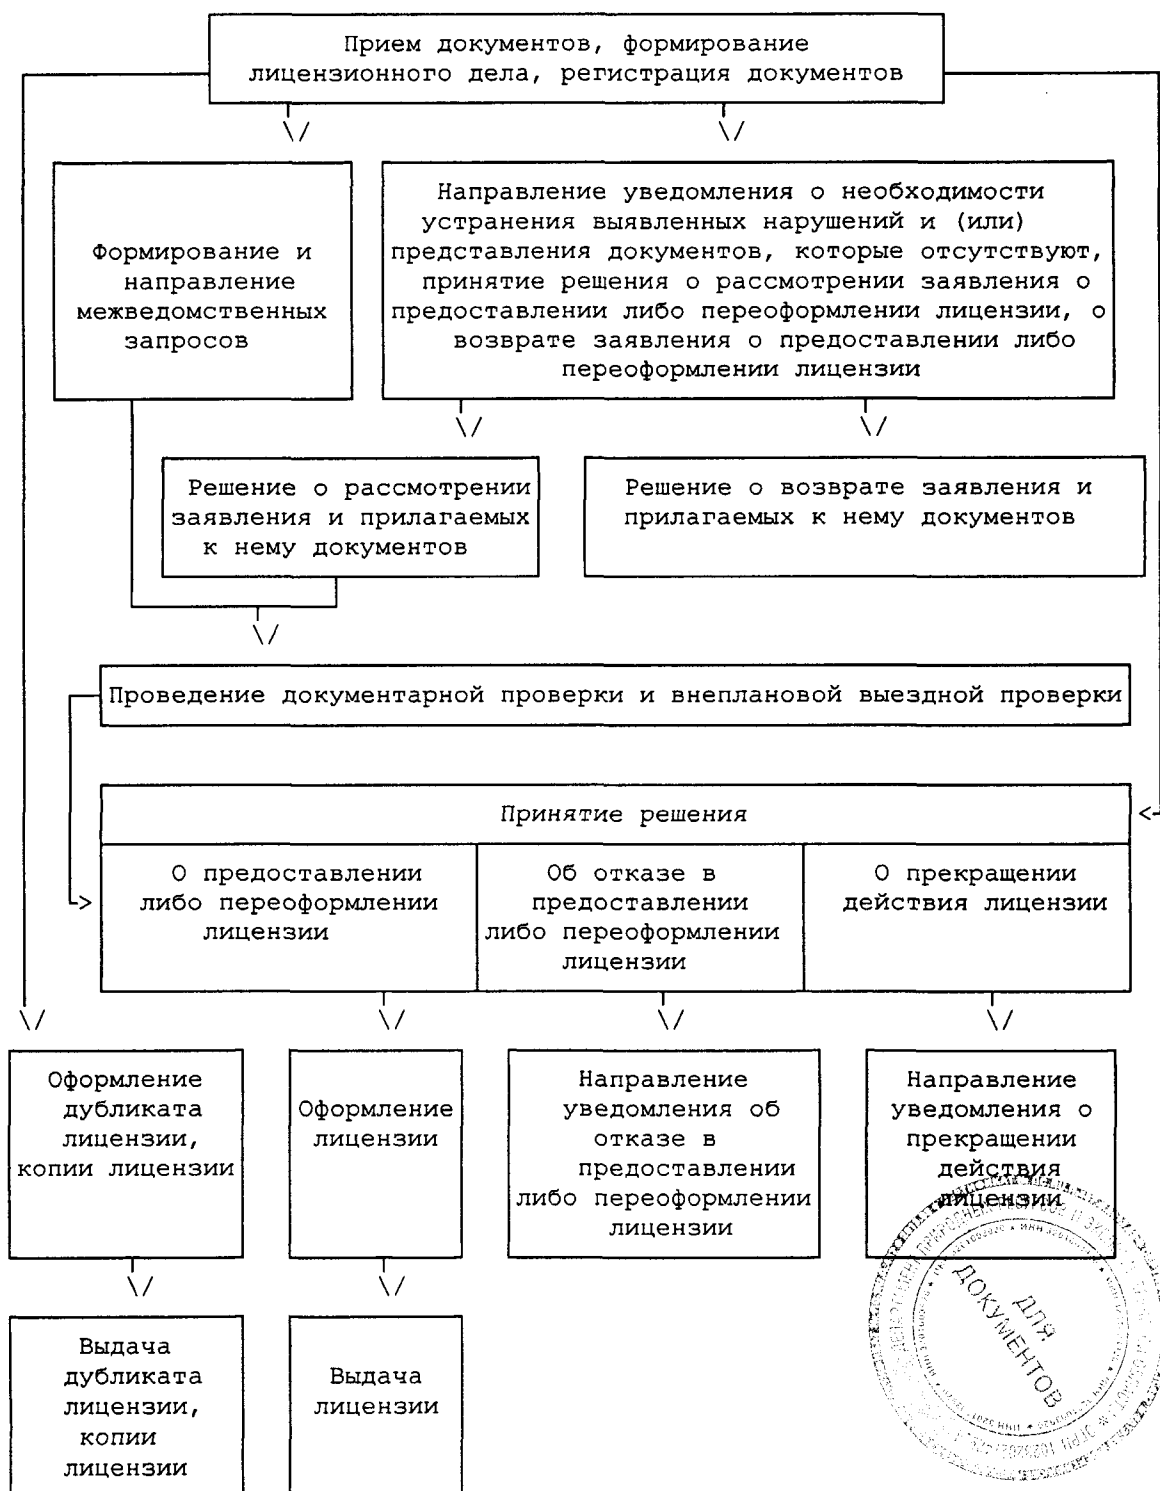 Прием документов, формирование
лицензионного дела, регистрация документов
Формирование и
направление
межведомственных
запросов
Направление уведомления о необходимости
устранения выявленных нарушений и (или)
представления документов, которые отсутствуют,
принятие решения о рассмотрении заявления о
предоставлении либо переоформлении лицензии, о
возврате заявления о предоставлении либо
переоформлении лицензии
Решение о рассмотрении
заявления и прилагаемых
к нему документов
Решение о возврате заявления и
прилагаемых к нему документов
Проведение документарной проверки и внеплановой выездной проверки
Принятие решения
О предоставлении
либо переоформлении
лицензии
Об отказе в
предоставлении
либо переоформлении
лицензии
О прекращении
действия лицензии
Оформление
дубликата
лицензии,
копии лицензии
Оформление
лицензии
Направление
уведомления об
отказе в
предоставлении
либо переоформлении
лицензии
Направление
уведомления о
прекращении
действия
лицензии
Выдача
дубликата
лицензии,
копии
лицензии
Выдача
лицензии
ДЛЯ
ДОКУМЕНТОВ